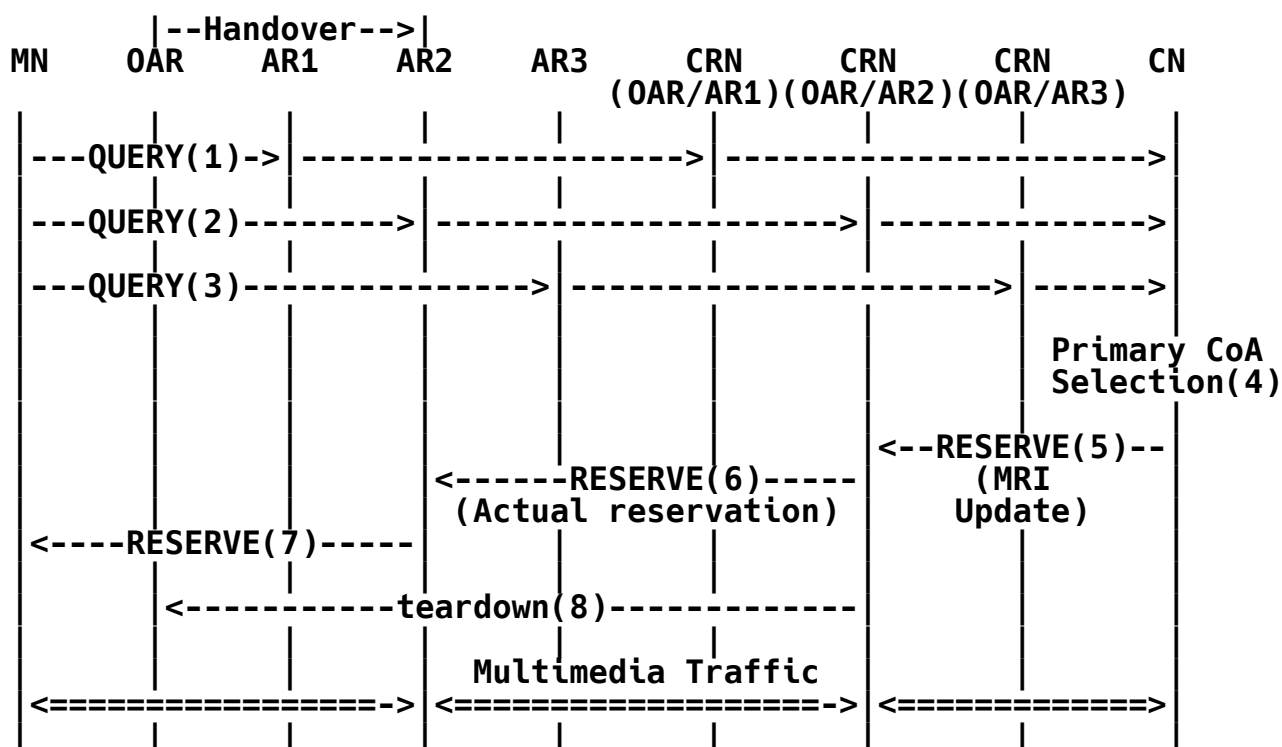 |--Handover-->|
MN OAR AR1 AR2 AR3 CRN CRN CRN CN
(OAR/AR1)(OAR/AR2)(OAR/AR3)
---QUERY(1)->|-------------------->|---------------------->
---QUERY(2)-------->|--------------------->|-------------->
---QUERY(3)--------------->|---------------------->|------>
Primary CoA
Selection(4)
<--RESERVE(5)--
<------RESERVE(6)----- (MRI
(Actual reservation) Update)
<----RESERVE(7)-----
<-----------teardown(8)-------------
Multimedia Traffic
<=================->|<===================->|<=============>